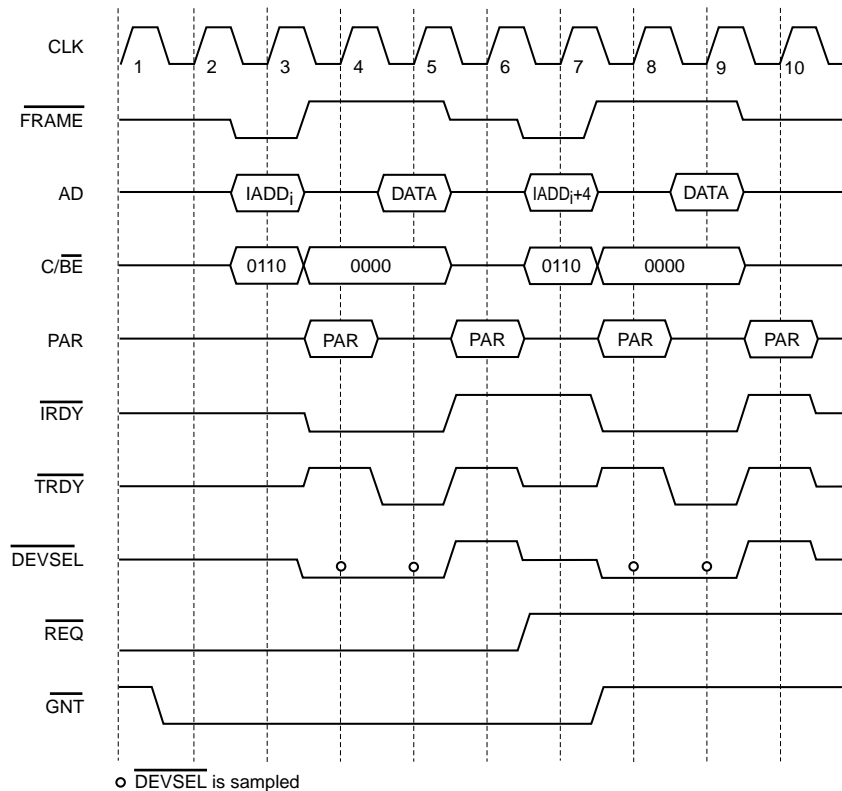 CLK
1 2 3 4 5 6 7 8 9 10
FRAME
AD IADDi DATA IADDi+4 DATA
C/BE 0110 0000 0110 0000
PAR PAR PAR PAR PAR
IRDY
TRDY
DEVSEL
REQ
GNT
DEVSEL is sampled